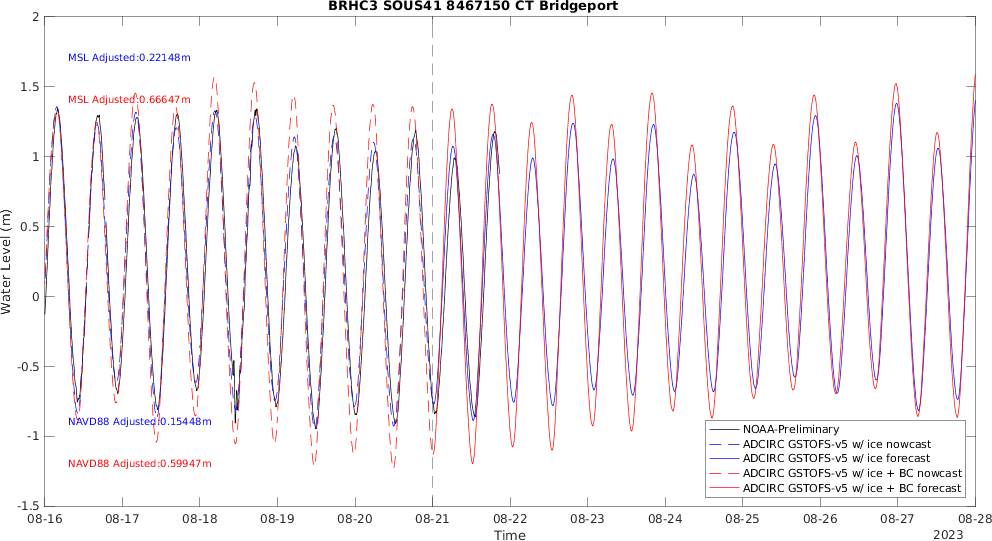 BRHC3 SOUS41 8467150 CT Bridgeport
2
1.5
1
0.5
0
-0.5
-1
-1.5
Water Level (m)
MSL Adjusted:0.22148m
MSL Adjusted:0.66647m
NAVD88 Adjusted:0.15448m
NAVD88 Adjusted:0.59947m
NOAA-Preliminary
ADCIRC GSTOFS-v5 w/ ice nowcast
ADCIRC GSTOFS-v5 w/ ice forecast
ADCIRC GSTOFS-v5 w/ ice + BC nowcast
ADCIRC GSTOFS-v5 w/ ice + BC forecast
08-16 08-17 08-18 08-19 08-20 08-21 08-22 08-23 08-24 08-25 08-26 08-27 08-28
Time
2023